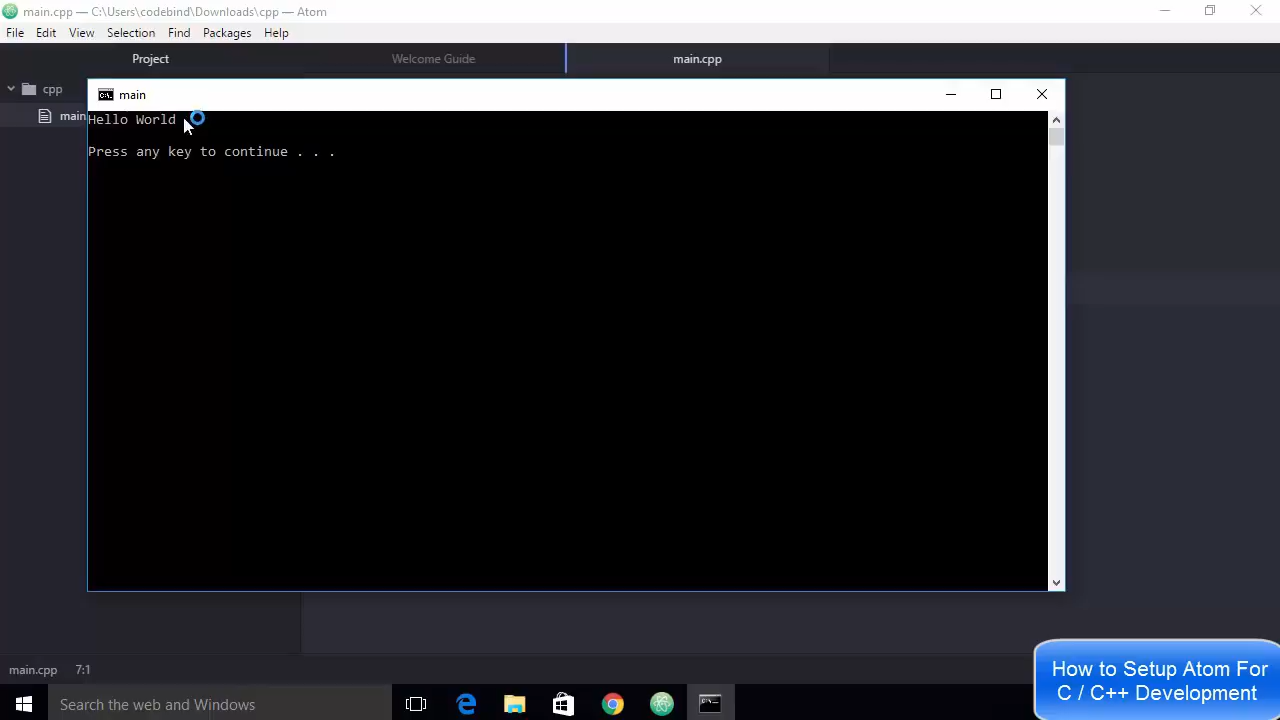 main.cpp — C:\Users\codebind\Downloads\cpp — Atom
File Edit View Selection Find Packages Help
Project Welcome Guide main.cpp
cpp
main
main
Hello World
Press any key to continue . . .
main.cpp 7:1
How to Setup Atom For
C / C++ Development
Search the web and Windows